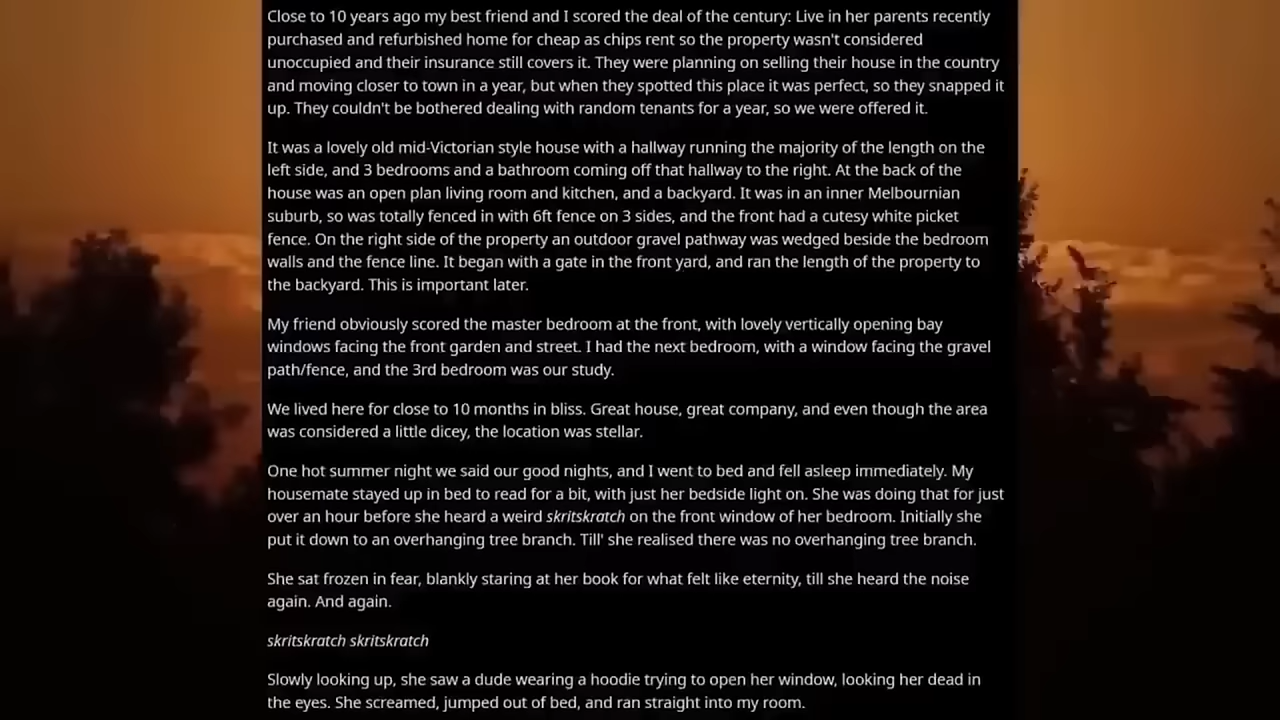 Close to 10 years ago my best friend and I scored the deal of the century: Live in her parents recently
purchased and refurbished home for cheap as chips rent so the property wasn't considered
unoccupied and their insurance still covers it. They were planning on selling their house in the country
and moving closer to town in a year, but when they spotted this place it was perfect, so they snapped it
up. They couldn't be bothered dealing with random tenants for a year, so we were offered it.
It was a lovely old mid-Victorian style house with a hallway running the majority of the length on the
left side, and 3 bedrooms and a bathroom coming off that hallway to the right. At the back of the
house was an open plan living room and kitchen, and a backyard. It was in an inner Melbournian
suburb, so was totally fenced in with 6ft fence on 3 sides, and the front had a cutesy white picket
fence. On the right side of the property an outdoor gravel pathway was wedged beside the bedroom
walls and the fence line. It began with a gate in the front yard, and ran the length of the property to
the backyard. This is important later.
My friend obviously scored the master bedroom at the front, with lovely vertically opening bay
windows facing the front garden and street. I had the next bedroom, with a window facing the gravel
path/fence, and the 3rd bedroom was our study.
We lived here for close to 10 months in bliss. Great house, great company, and even though the area
was considered a little dicey, the location was stellar.
One hot summer night we said our good nights, and I went to bed and fell asleep immediately. My
housemate stayed up in bed to read for a bit, with just her bedside light on. She was doing that for just
over an hour before she heard a weird skritskratch on the front window of her bedroom. Initially she
put it down to an overhanging tree branch. Till' she realised there was no overhanging tree branch.
She sat frozen in fear, blankly staring at her book for what felt like eternity, till she heard the noise
again. And again.
skritskratch skritskratch
Slowly looking up, she saw a dude wearing a hoodie trying to open her window, looking her dead in
the eyes. She screamed, jumped out of bed, and ran straight into my room.